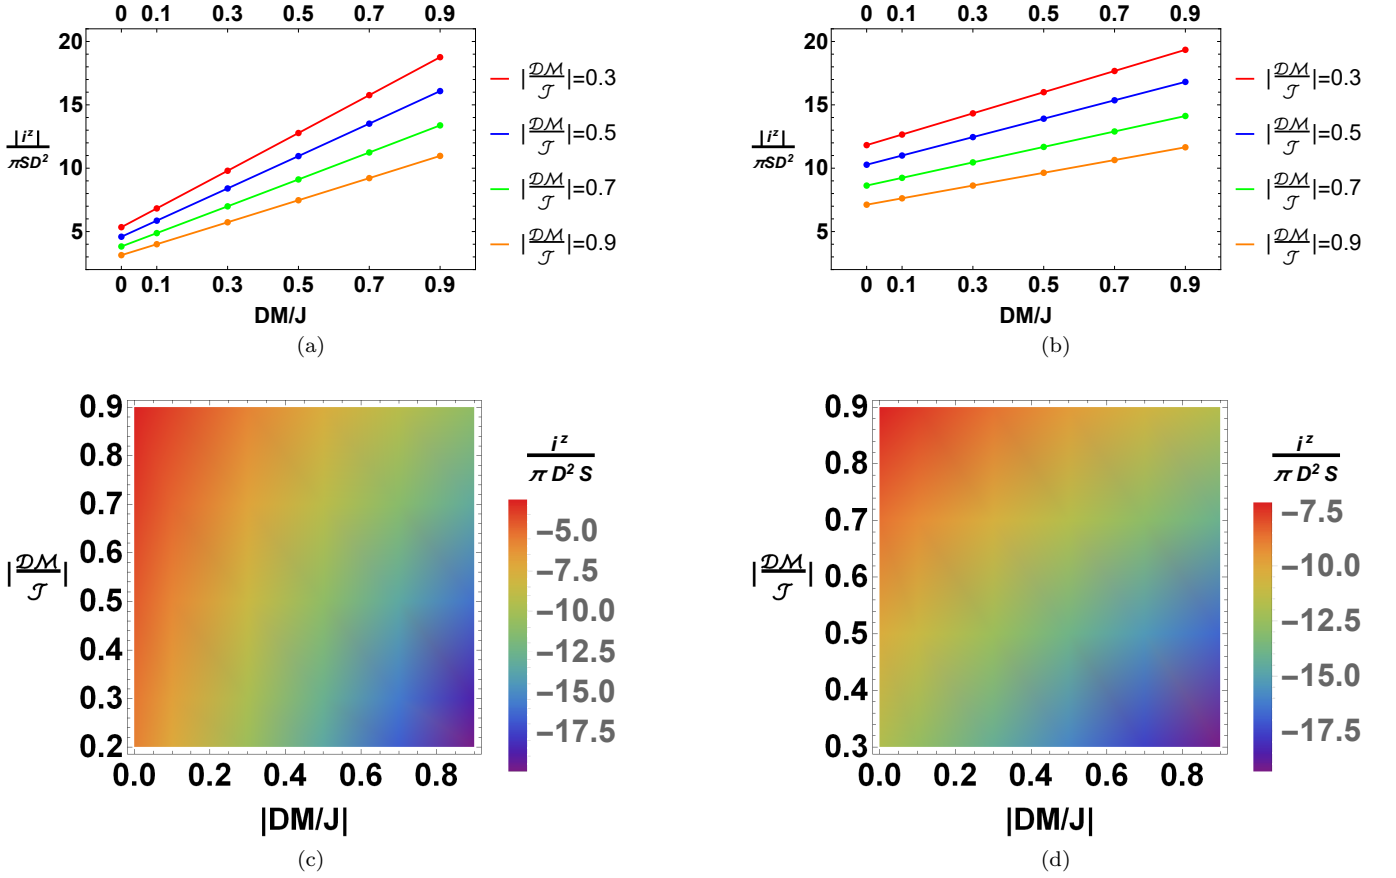 0 0.1 0.3 0.5 0.7 0.9
20
15
10
5
|i^z|
πSD²
|𝒟ℳ/𝒥|=0.3
|𝒟ℳ/𝒥|=0.5
|𝒟ℳ/𝒥|=0.7
|𝒟ℳ/𝒥|=0.9
0 0.1 0.3 0.5 0.7 0.9
DM/J
(a)
0 0.1 0.3 0.5 0.7 0.9
20
15
10
5
|i^z|
πSD²
|𝒟ℳ/𝒥|=0.3
|𝒟ℳ/𝒥|=0.5
|𝒟ℳ/𝒥|=0.7
|𝒟ℳ/𝒥|=0.9
0 0.1 0.3 0.5 0.7 0.9
DM/J
(b)
0.9
0.8
0.7
0.6
0.5
0.4
0.3
0.2
|𝒟ℳ/𝒥|
0.0 0.2 0.4 0.6 0.8
|DM/J|
i^z
π D² S
−5.0
−7.5
−10.0
−12.5
−15.0
−17.5
(c)
0.9
0.8
0.7
0.6
0.5
0.4
0.3
|𝒟ℳ/𝒥|
0.0 0.2 0.4 0.6 0.8
|DM/J|
i^z
π D² S
−7.5
−10.0
−12.5
−15.0
−17.5
(d)